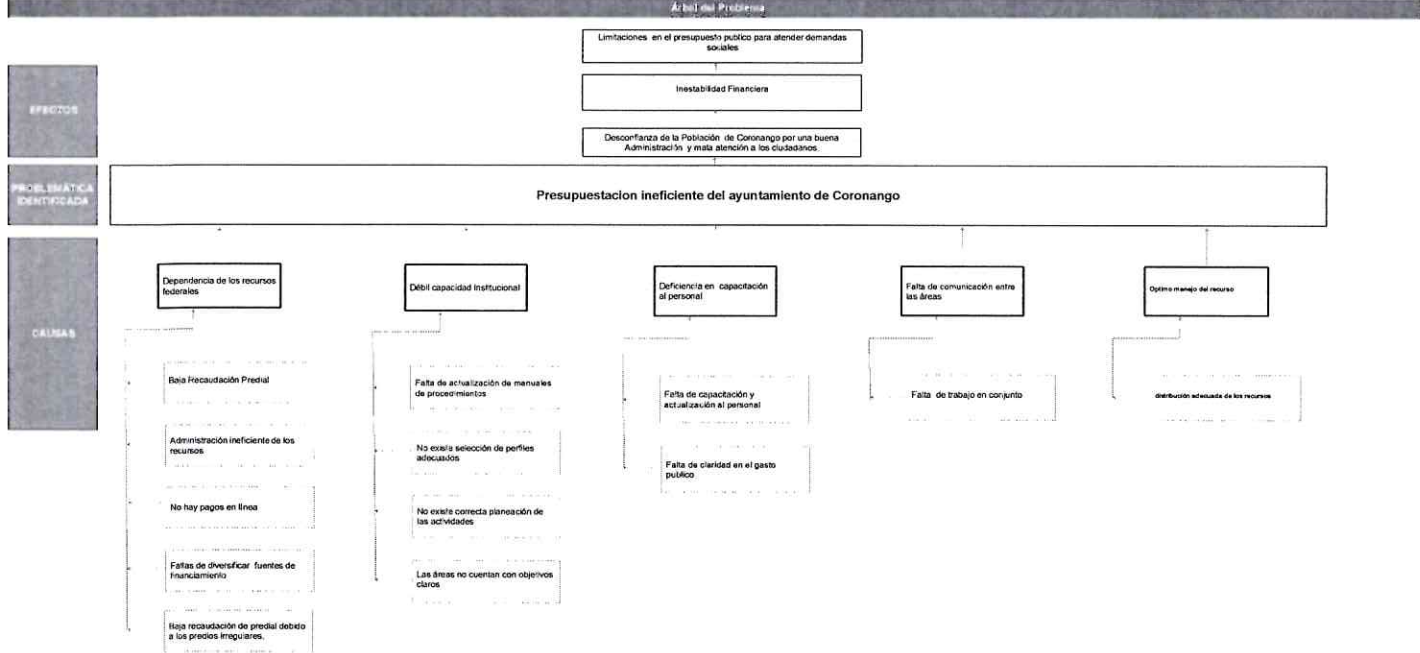 Árbol del Problema
Limitaciones en el presupuesto publico para atender demandas
sociales
EFECTOS
Inestabilidad Financiera
Desconfianza de la Población de Coronango por una buena
Administración y mala atención a los ciudadanos.
PROBLEMÁTICA
IDENTIFICADA
Presupuestacion ineficiente del ayuntamiento de Coronango
CAUSAS
Dependencia de los recursos
federales
Débil capacidad Institucional
Deficiencia en capacitación
al personal
Falta de comunicación entre
las áreas
Optimo manejo del recurso
Baja Recaudación Predial
Administración ineficiente de los
recursos
No hay pagos en línea
Faltas de diversificar fuentes de
financiamiento
Baja recaudación de predial debido
a los predios irregulares.
Falta de actualización de manuales
de procedimientos
No existe selección de perfiles
adecuados
No existe correcta planeación de
las actividades
Las áreas no cuentan con objetivos
claros
Falta de capacitación y
actualización al personal
Falta de claridad en el gasto
publico
Falta de trabajo en conjunto
distribución adecuada de los recursos